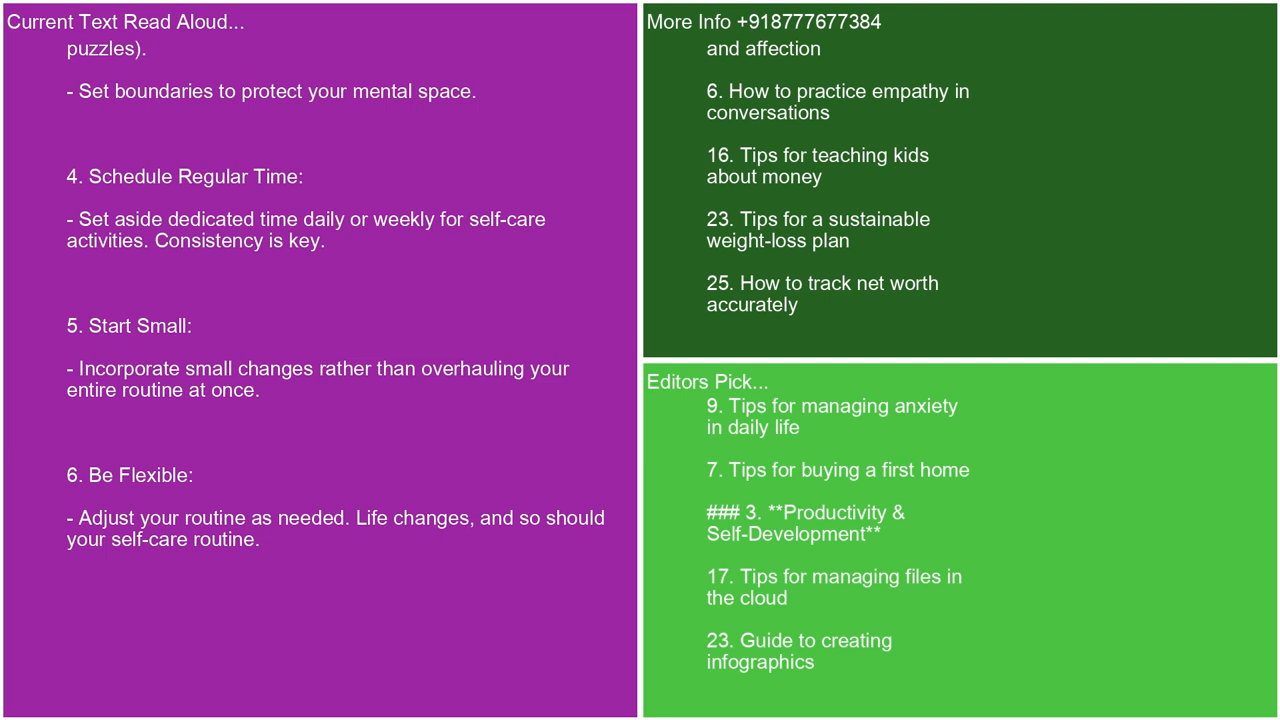 Current Text Read Aloud...
puzzles).
- Set boundaries to protect your mental space.
4. Schedule Regular Time:
- Set aside dedicated time daily or weekly for self-care
activities. Consistency is key.
5. Start Small:
- Incorporate small changes rather than overhauling your
entire routine at once.
6. Be Flexible:
- Adjust your routine as needed. Life changes, and so should
your self-care routine.
More Info +918777677384
and affection
6. How to practice empathy in
conversations
16. Tips for teaching kids
about money
23. Tips for a sustainable
weight-loss plan
25. How to track net worth
accurately
Editors Pick...
9. Tips for managing anxiety
in daily life
7. Tips for buying a first home
### 3. **Productivity &
Self-Development**
17. Tips for managing files in
the cloud
23. Guide to creating
infographics